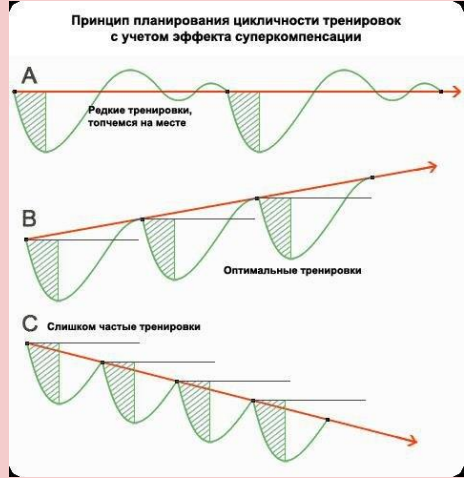 Принцип планирования цикличности тренировок
с учетом эффекта суперкомпенсации
A
Редкие тренировки,
топчемся на месте
B
Оптимальные тренировки
C
Слишком частые тренировки